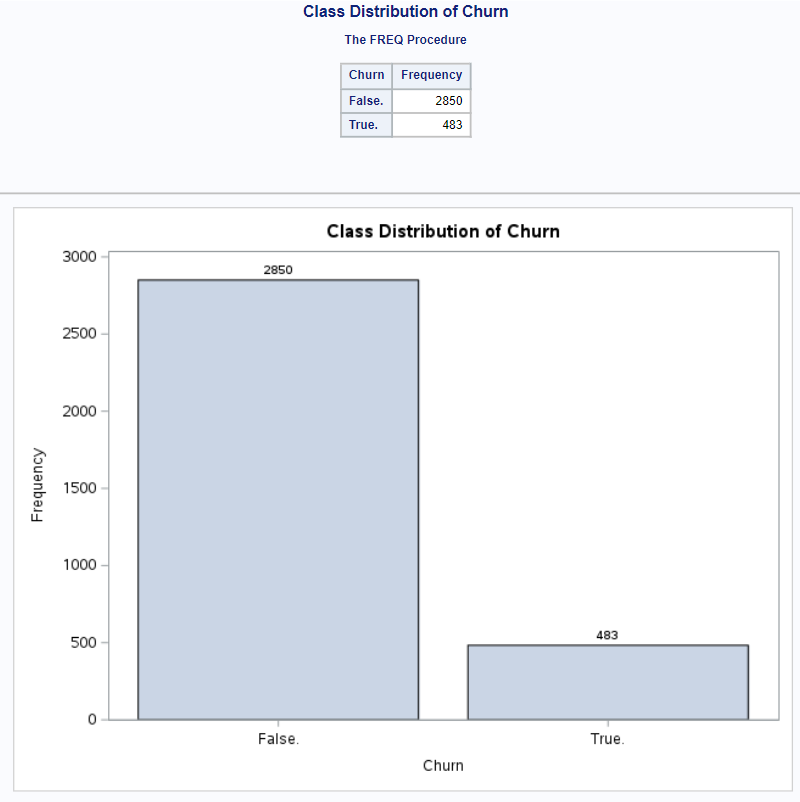 Class Distribution of Churn
The FREQ Procedure
Churn Frequency
False. 2850
True. 483
Class Distribution of Churn
3000
2500
2000
1500
1000
500
0
Frequency
2850
483
False. True.
Churn